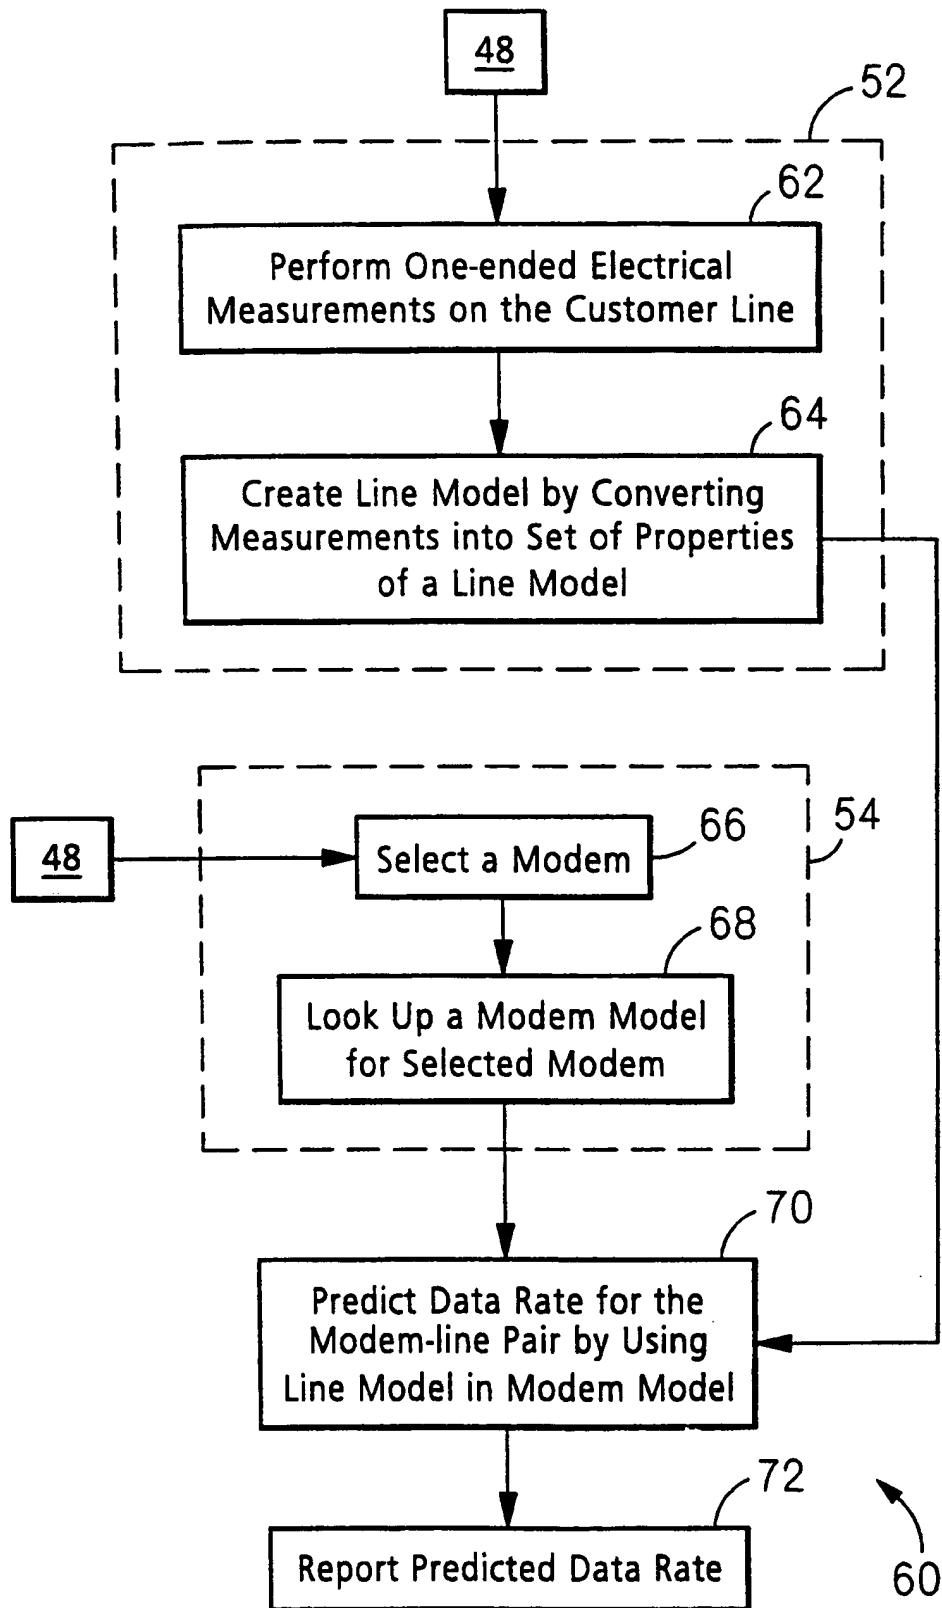 48
52
62
Perform One-ended Electrical
Measurements on the Customer Line
64
Create Line Model by Converting
Measurements into Set of Properties
of a Line Model
48
66
54
Select a Modem
68
Look Up a Modem Model
for Selected Modem
70
Predict Data Rate for the
Modem-line Pair by Using
Line Model in Modem Model
72
Report Predicted Data Rate
60